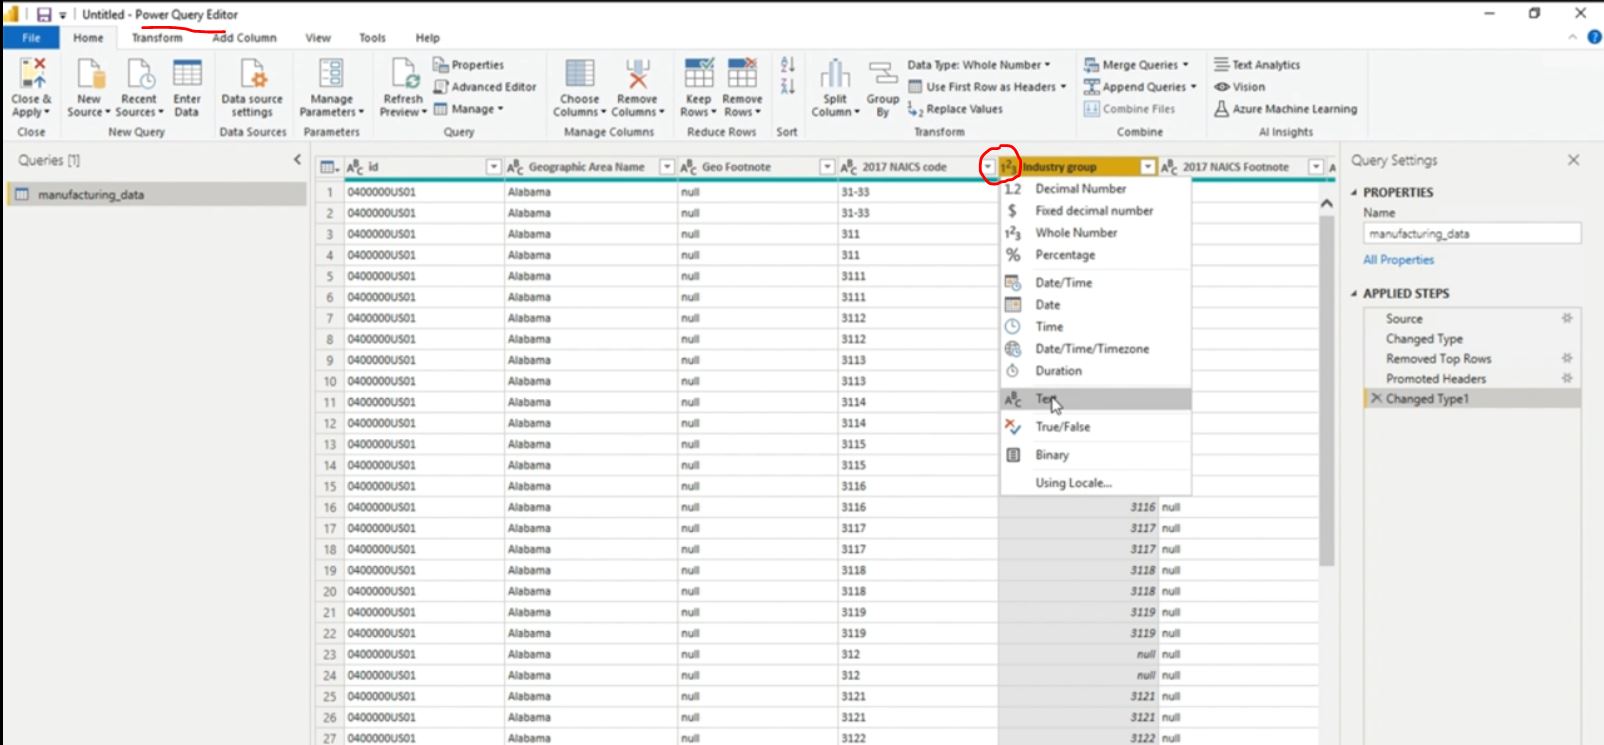 Untitled - Power Query Editor
File Home Transform Add Column View Tools Help
Close & Apply New Source Recent Sources Enter Data Data source settings Manage Parameters Refresh Preview Properties Advanced Editor Manage Choose Columns Remove Columns Keep Rows Remove Rows Split Column Group By Data Type: Whole Number Use First Row as Headers Replace Values Merge Queries Append Queries Combine Files Text Analytics Vision Azure Machine Learning
Close New Query Data Sources Parameters Query Manage Columns Reduce Rows Sort Transform Combine AI Insights
Queries [1]
manufacturing_data
id Geographic Area Name Geo Footnote 2017 NAICS code Industry group 2017 NAICS Footnote
1 0400000US01 Alabama null 31-33
2 0400000US01 Alabama null 31-33
3 0400000US01 Alabama null 311
4 0400000US01 Alabama null 311
5 0400000US01 Alabama null 3111
6 0400000US01 Alabama null 3111
7 0400000US01 Alabama null 3112
8 0400000US01 Alabama null 3112
9 0400000US01 Alabama null 3113
10 0400000US01 Alabama null 3113
11 0400000US01 Alabama null 3114
12 0400000US01 Alabama null 3114
13 0400000US01 Alabama null 3115
14 0400000US01 Alabama null 3115
15 0400000US01 Alabama null 3116
16 0400000US01 Alabama null 3116 3116 null
17 0400000US01 Alabama null 3117 3117 null
18 0400000US01 Alabama null 3117 3117 null
19 0400000US01 Alabama null 3118 3118 null
20 0400000US01 Alabama null 3118 3118 null
21 0400000US01 Alabama null 3119 3119 null
22 0400000US01 Alabama null 3119 3119 null
23 0400000US01 Alabama null 312 null null
24 0400000US01 Alabama null 312 null null
25 0400000US01 Alabama null 3121 3121 null
26 0400000US01 Alabama null 3121 3121 null
27 0400000US01 Alabama null 3122 3122 null
1.2 Decimal Number
$ Fixed decimal number
123 Whole Number
% Percentage
Date/Time
Date
Time
Date/Time/Timezone
Duration
ABC Text
True/False
Binary
Using Locale...
Query Settings
PROPERTIES
Name
manufacturing_data
All Properties
APPLIED STEPS
Source
Changed Type
Removed Top Rows
Promoted Headers
Changed Type1